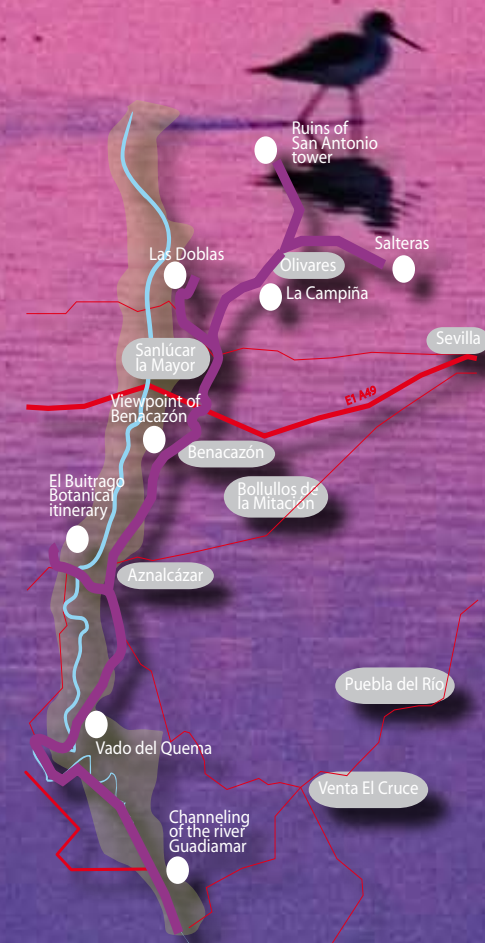 Ruins of
San Antonio
tower
Salteras
Las Doblas
Olivares
La Campiña
Sevilla
Sanlúcar
la Mayor
E1 A49
Viewpoint of
Benacazón
Benacazón
El Buitrago
Botanical
itinerary
Bollullos de
la Mitación
Aznalcázar
Puebla del Río
Vado del Quema
Venta El Cruce
Channeling
of the river
Guadiamar